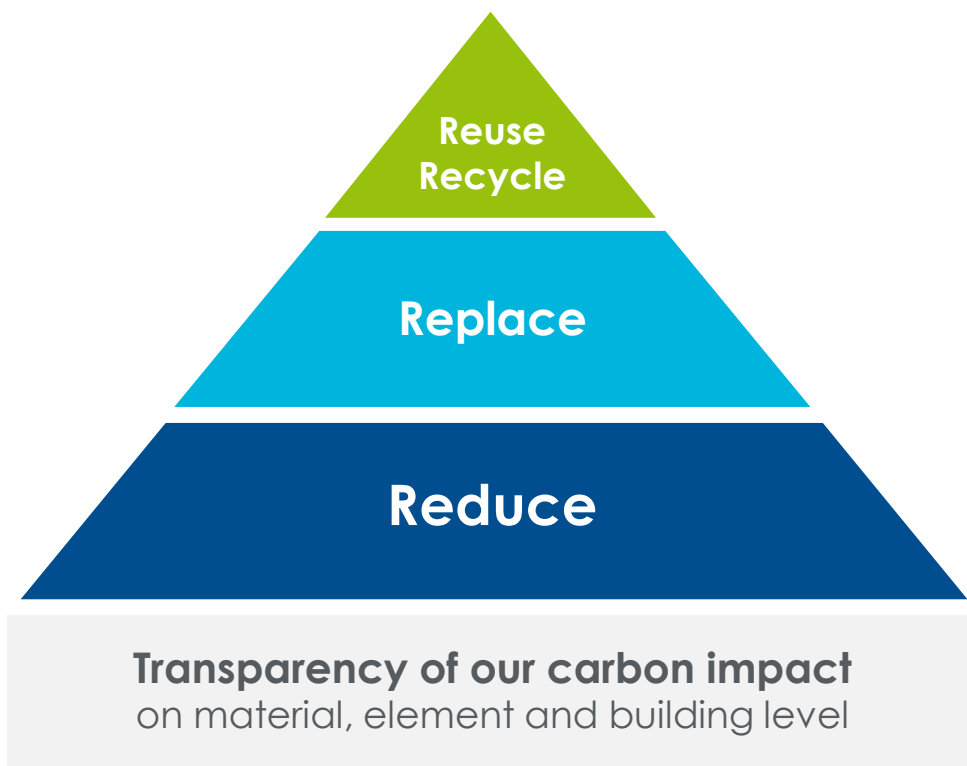 Reuse
Recycle
Replace
Reduce
Transparency of our carbon impact
on material, element and building level